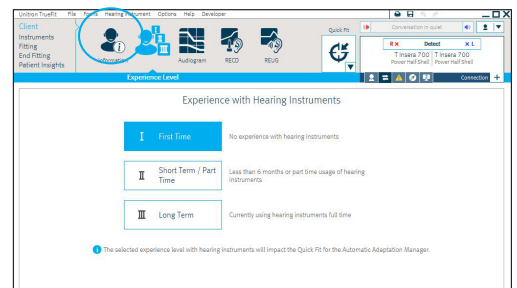 Unitron TrueFit File Forms Hearing Instrument Options Help Developer
Client
Instruments
Fitting
End Fitting
Patient Insights
Information
Audiogram
RECD
REUG
Quick Fit
Conversation in quiet
R X Detect X L
T Insera 700 T Insera 700
Power Half Shell Power Half Shell
Experience Level
Connection +
Experience with Hearing Instruments
I First Time No experience with hearing instruments
II Short Term / Part Time Less than 6 months or part time usage of hearing instruments
III Long Term Currently using hearing instruments full time
The selected experience level with hearing instruments will impact the Quick Fit for the Automatic Adaptation Manager.